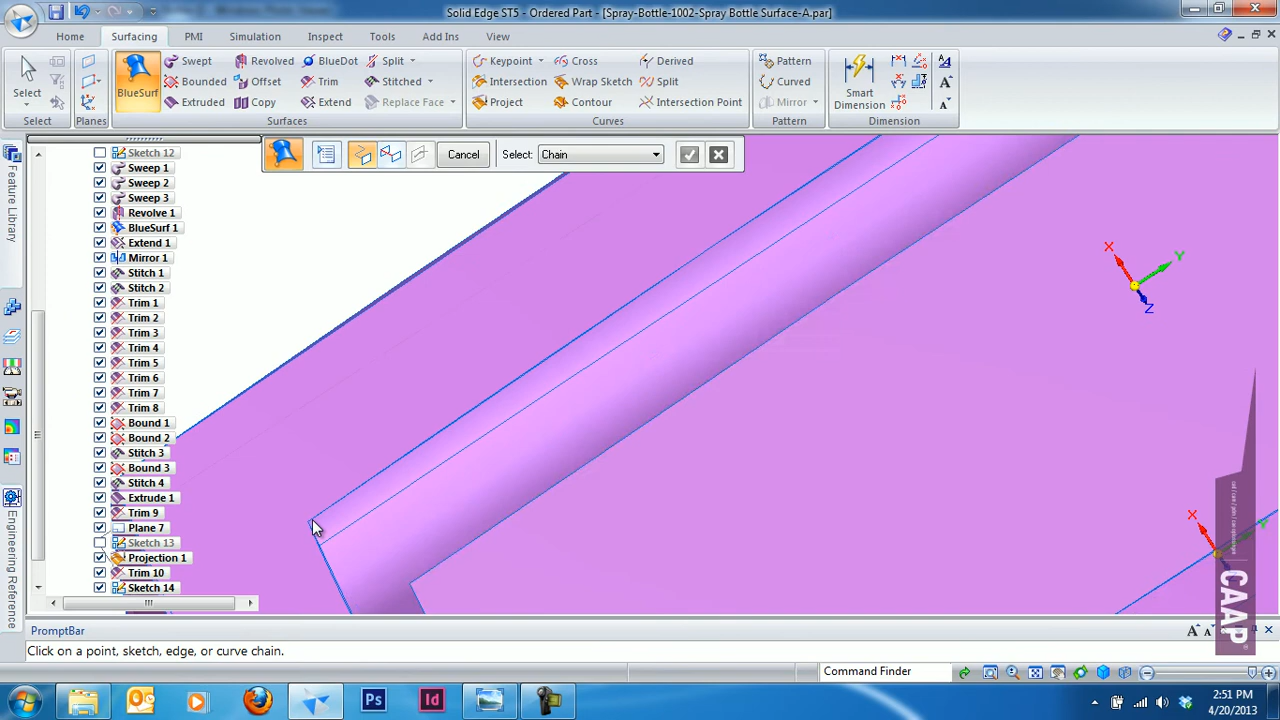 Solid Edge ST5 - Ordered Part - [Spray-Bottle-1002-Spray Bottle Surface-A.par]
Home Surfacing PMI Simulation Inspect Tools Add Ins View
Select
Select
Planes
BlueSurf
Swept Revolved BlueDot Split
Bounded Offset Trim Stitched
Extruded Copy Extend Replace Face
Surfaces
Keypoint Cross Derived
Intersection Wrap Sketch Split
Project Contour Intersection Point
Curves
Pattern
Curved
Mirror
Pattern
Smart Dimension
Dimension
Cancel Select: Chain
Feature Library
Engineering Reference
Sketch 12
Sweep 1
Sweep 2
Sweep 3
Revolve 1
BlueSurf 1
Extend 1
Mirror 1
Stitch 1
Stitch 2
Trim 1
Trim 2
Trim 3
Trim 4
Trim 5
Trim 6
Trim 7
Trim 8
Bound 1
Bound 2
Stitch 3
Bound 3
Stitch 4
Extrude 1
Trim 9
Plane 7
Sketch 13
Projection 1
Trim 10
Sketch 14
X
Y
Z
X
Y
CAAP
PromptBar
Click on a point, sketch, edge, or curve chain.
Command Finder
Ps
Id
2:51 PM
4/20/2013